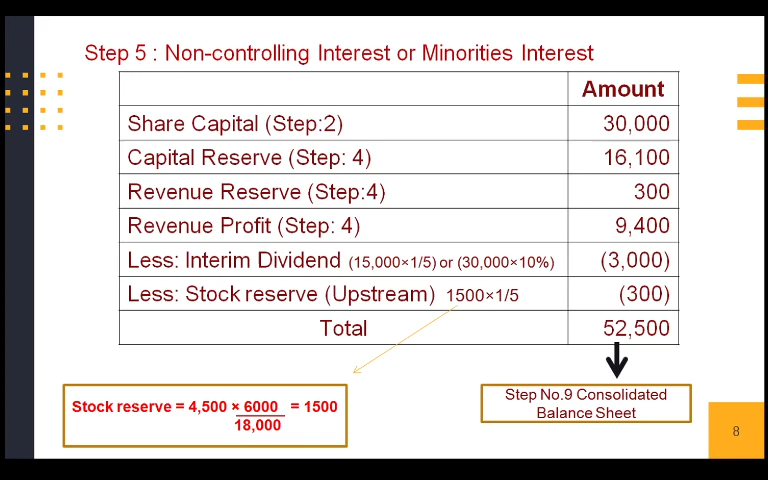 Step 5 : Non-controlling Interest or Minorities Interest
Amount
Share Capital (Step:2) 30,000
Capital Reserve (Step: 4) 16,100
Revenue Reserve (Step:4) 300
Revenue Profit (Step: 4) 9,400
Less: Interim Dividend (15,000×1/5) or (30,000×10%) (3,000)
Less: Stock reserve (Upstream) 1500×1/5 (300)
Total 52,500
Stock reserve = 4,500 × 6000 = 1500
18,000
Step No.9 Consolidated
Balance Sheet
8